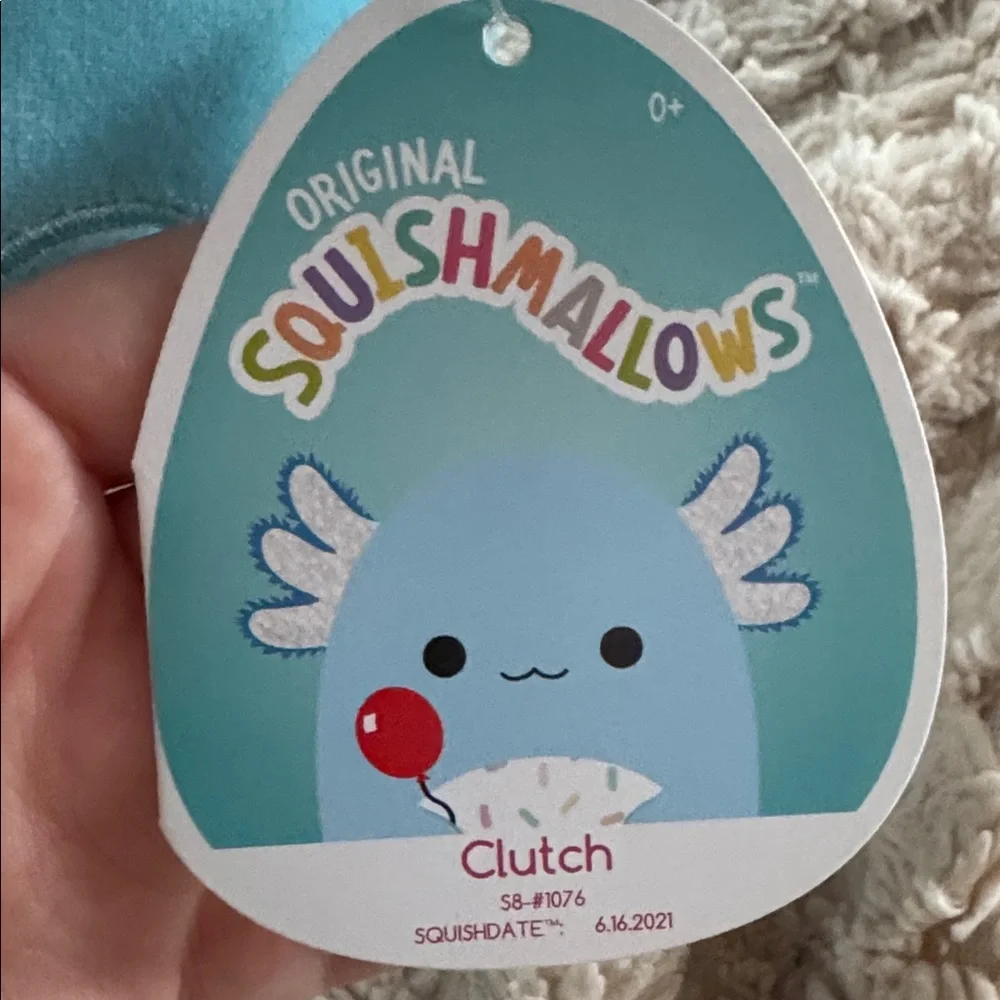 0+
ORIGINAL
SQUISHMALLOWS™
Clutch
S8-#1076
SQUISHDATE™: 6.16.2021